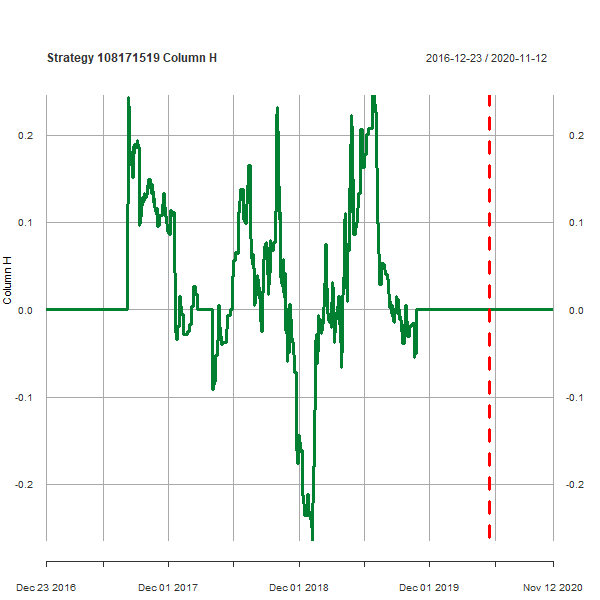 Strategy 108171519 Column H
2016-12-23 / 2020-11-12
0.2 0.2
0.1 0.1
0.0 0.0
-0.1 -0.1
-0.2 -0.2
Column H
Dec 23 2016 Dec 01 2017 Dec 01 2018 Dec 01 2019 Nov 12 2020